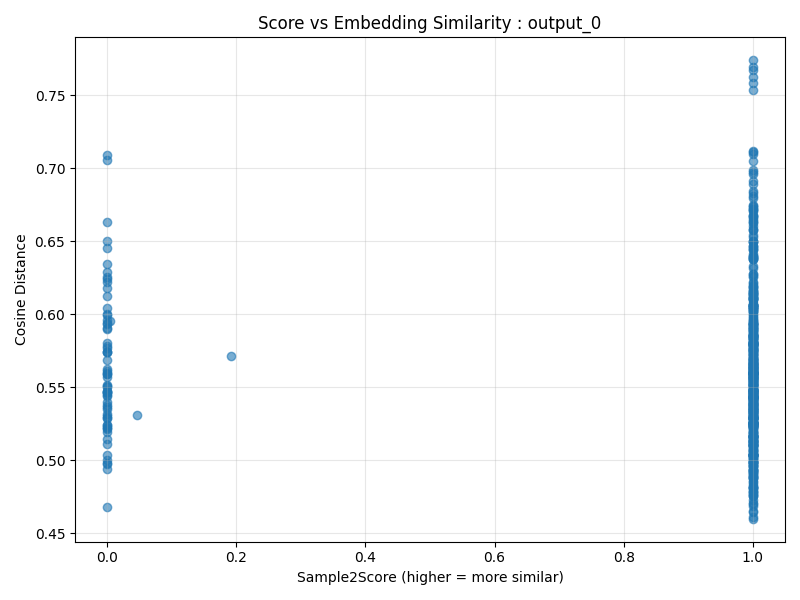 Score vs Embedding Similarity : output_0
Cosine Distance
0.75
0.70
0.65
0.60
0.55
0.50
0.45
0.0 0.2 0.4 0.6 0.8 1.0
Sample2Score (higher = more similar)